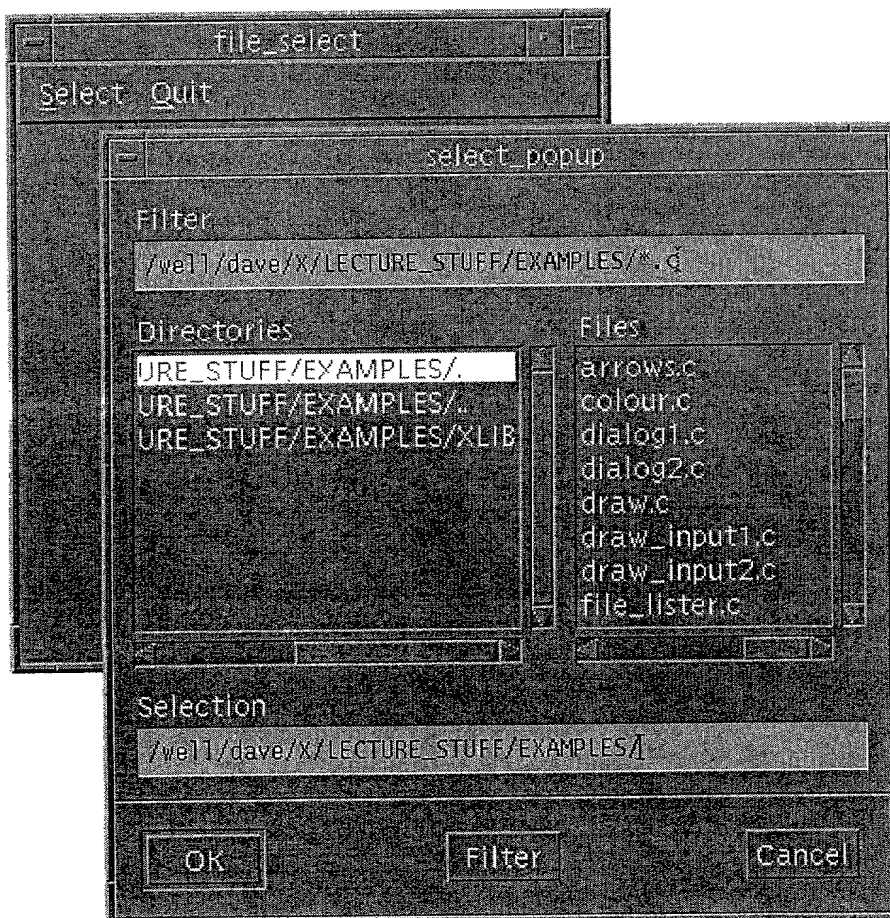 file_select
Select Quit
select_popup
Filter
/well/dave/X/LECTURE_STUFF/EXAMPLES/*.c
Directories
URE_STUFF/EXAMPLES/.
URE_STUFF/EXAMPLES/..
URE_STUFF/EXAMPLES/XLIB
Files
arrows.c
colour.c
dialog1.c
dialog2.c
draw.c
draw_input1.c
draw_input2.c
file_lister.c
Selection
/well/dave/X/LECTURE_STUFF/EXAMPLES/
OK Filter Cancel